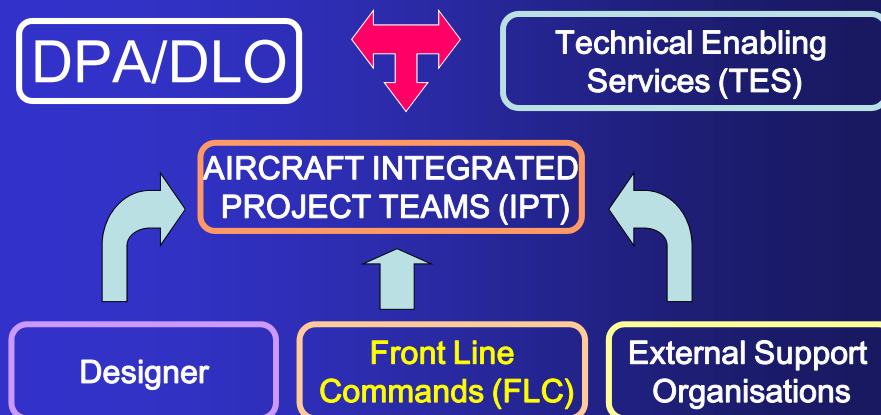 DPA/DLO
Technical Enabling
Services (TES)
AIRCRAFT INTEGRATED
PROJECT TEAMS (IPT)
Designer
Front Line
Commands (FLC)
External Support
Organisations